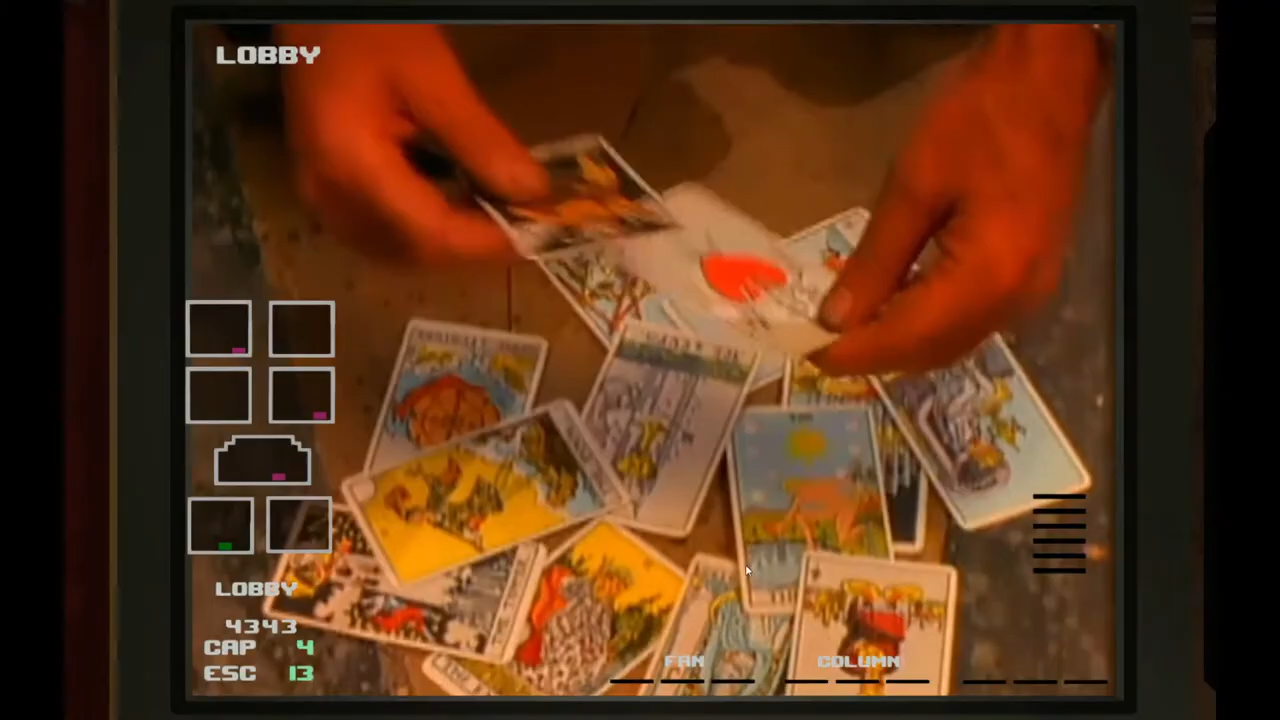 LOBBY
LOBBY
4343
CAP 4
ESC 13
FAN COLUMN